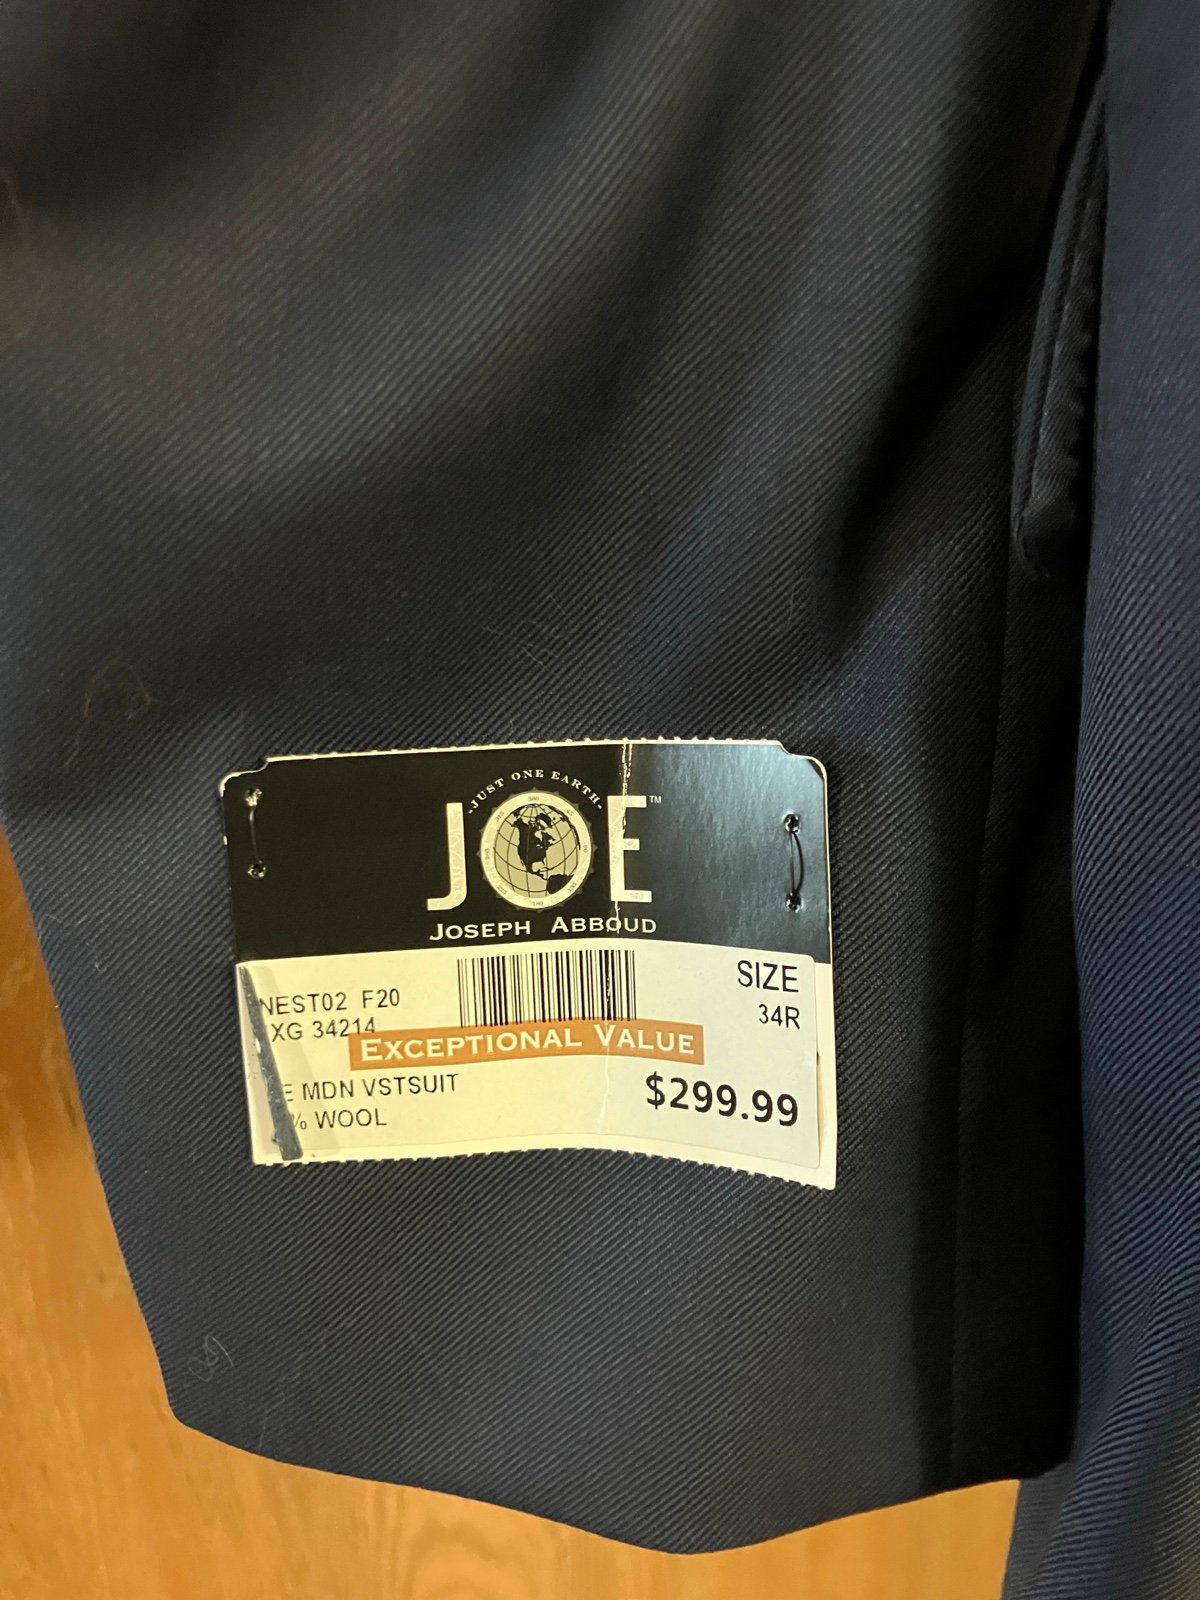 -JUST ONE EARTH-
JOE™
JOSEPH ABBOUD
NEST02 F20
XG 34214
SIZE
34R
EXCEPTIONAL VALUE
E MDN VSTSUIT
% WOOL
$299.99